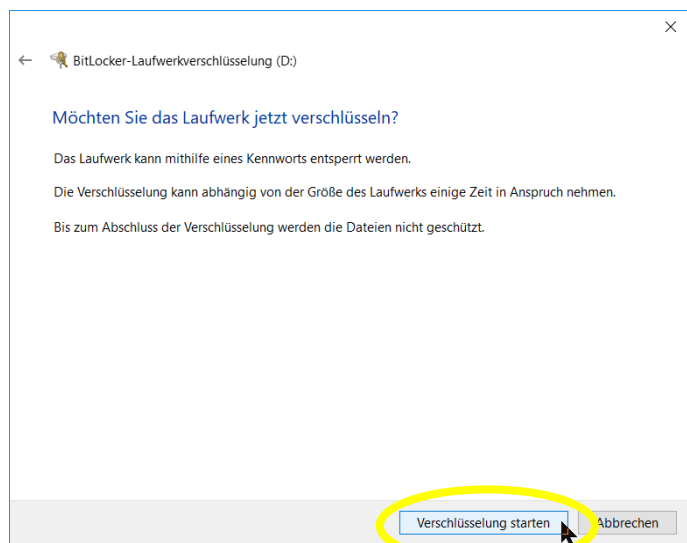 BitLocker-Laufwerkverschlüsselung (D:)
Möchten Sie das Laufwerk jetzt verschlüsseln?
Das Laufwerk kann mithilfe eines Kennworts entsperrt werden.
Die Verschlüsselung kann abhängig von der Größe des Laufwerks einige Zeit in Anspruch nehmen.
Bis zum Abschluss der Verschlüsselung werden die Dateien nicht geschützt.
Verschlüsselung starten Abbrechen